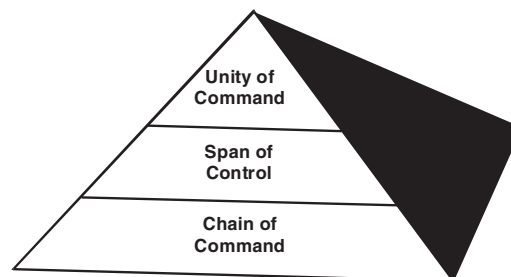 Unity of
Command
Span of
Control
Chain of
Command